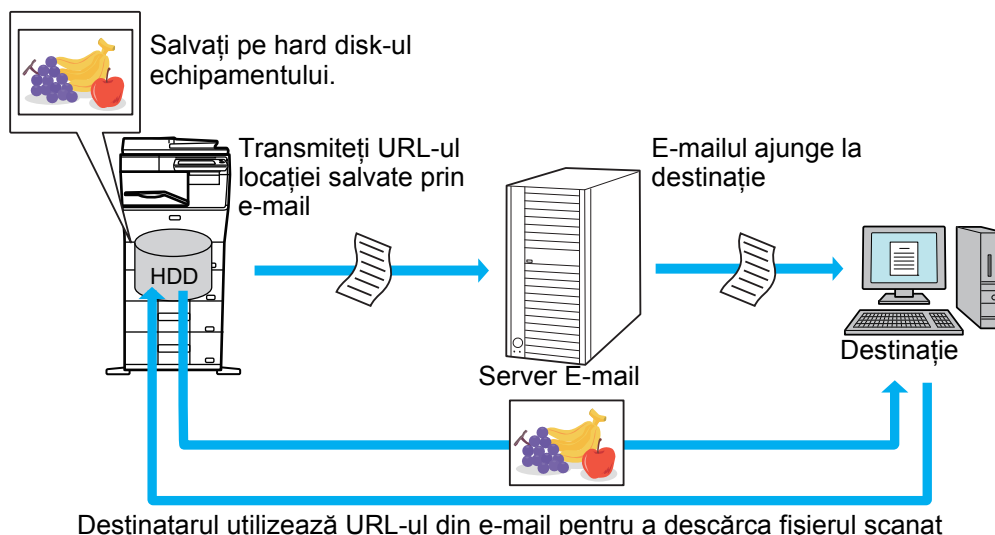 Salvați pe hard disk-ul
echipamentului.
Transmiteți URL-ul
locației salvate prin
e-mail
E-mailul ajunge la
destinație
HDD
Server E-mail
Destinație
Destinatarul utilizează URL-ul din e-mail pentru a descărca fișierul scanat